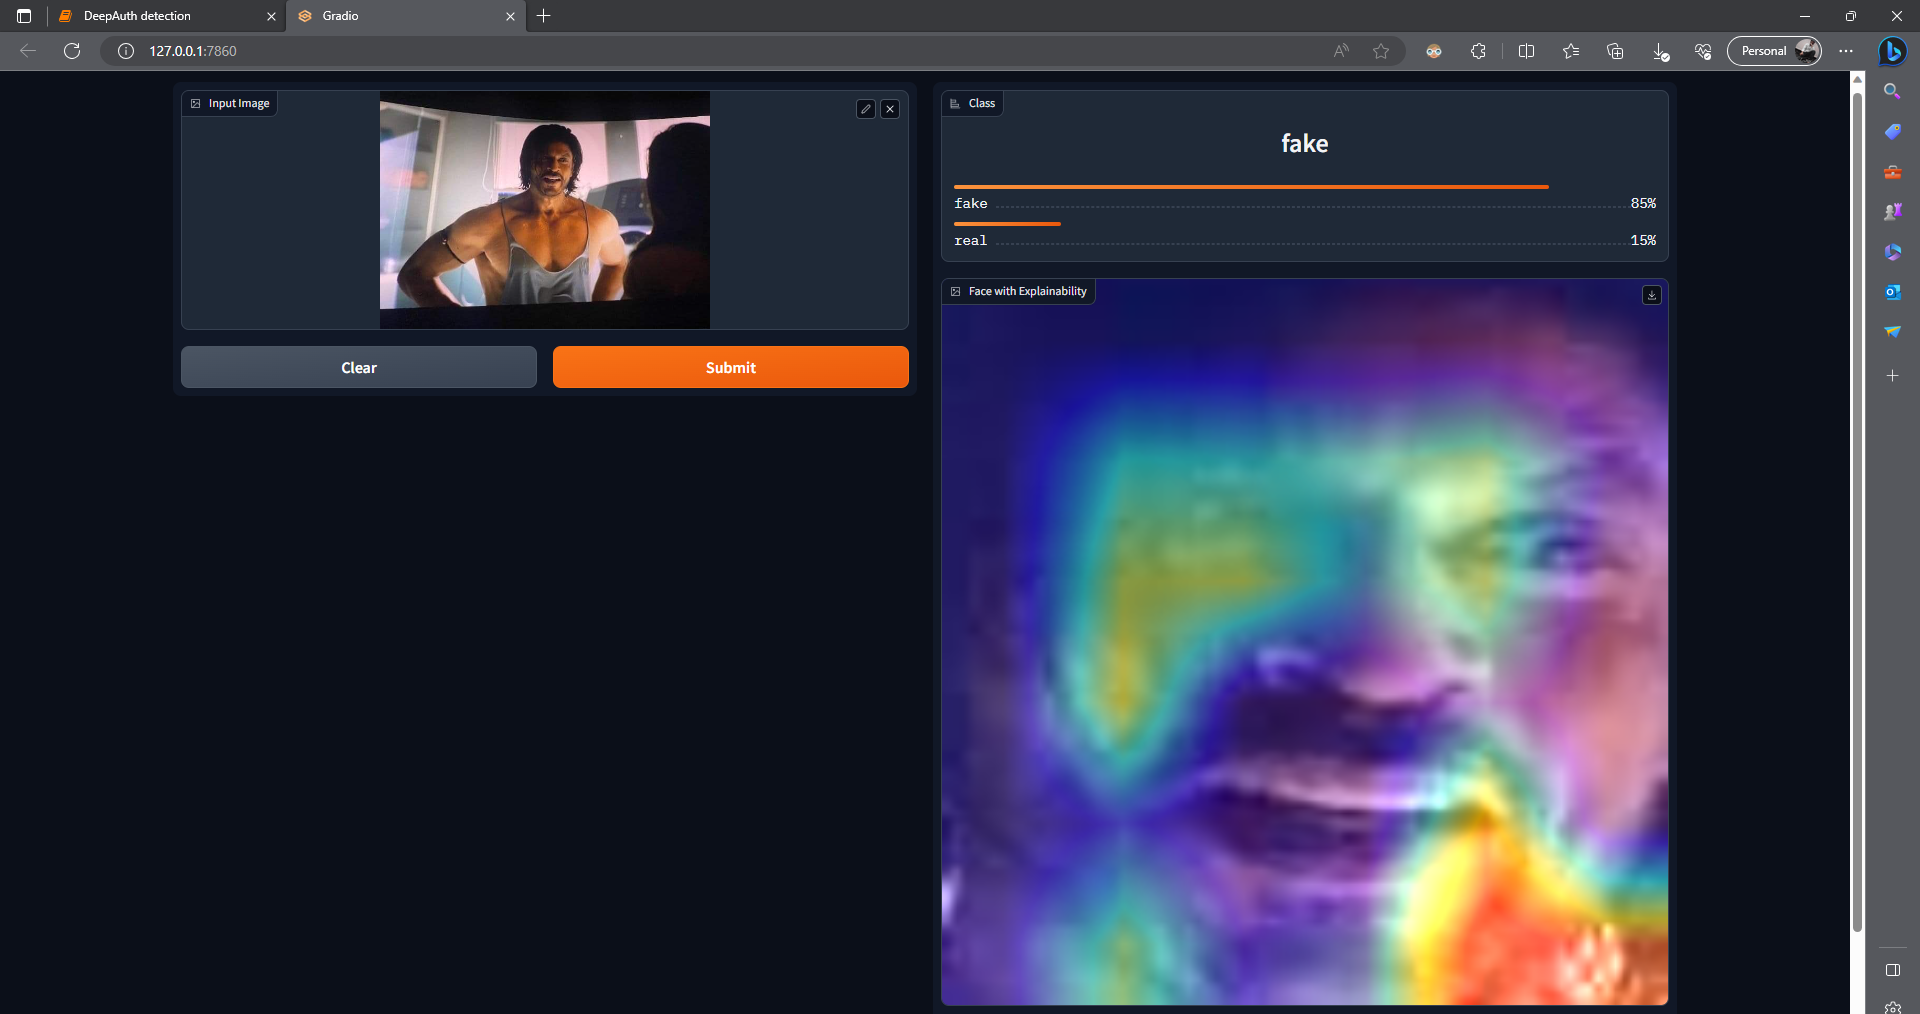 DeepAuth detection
Gradio
127.0.0.1:7860
Personal
Input Image
Clear
Submit
Class
fake
fake 85%
real 15%
Face with Explainability